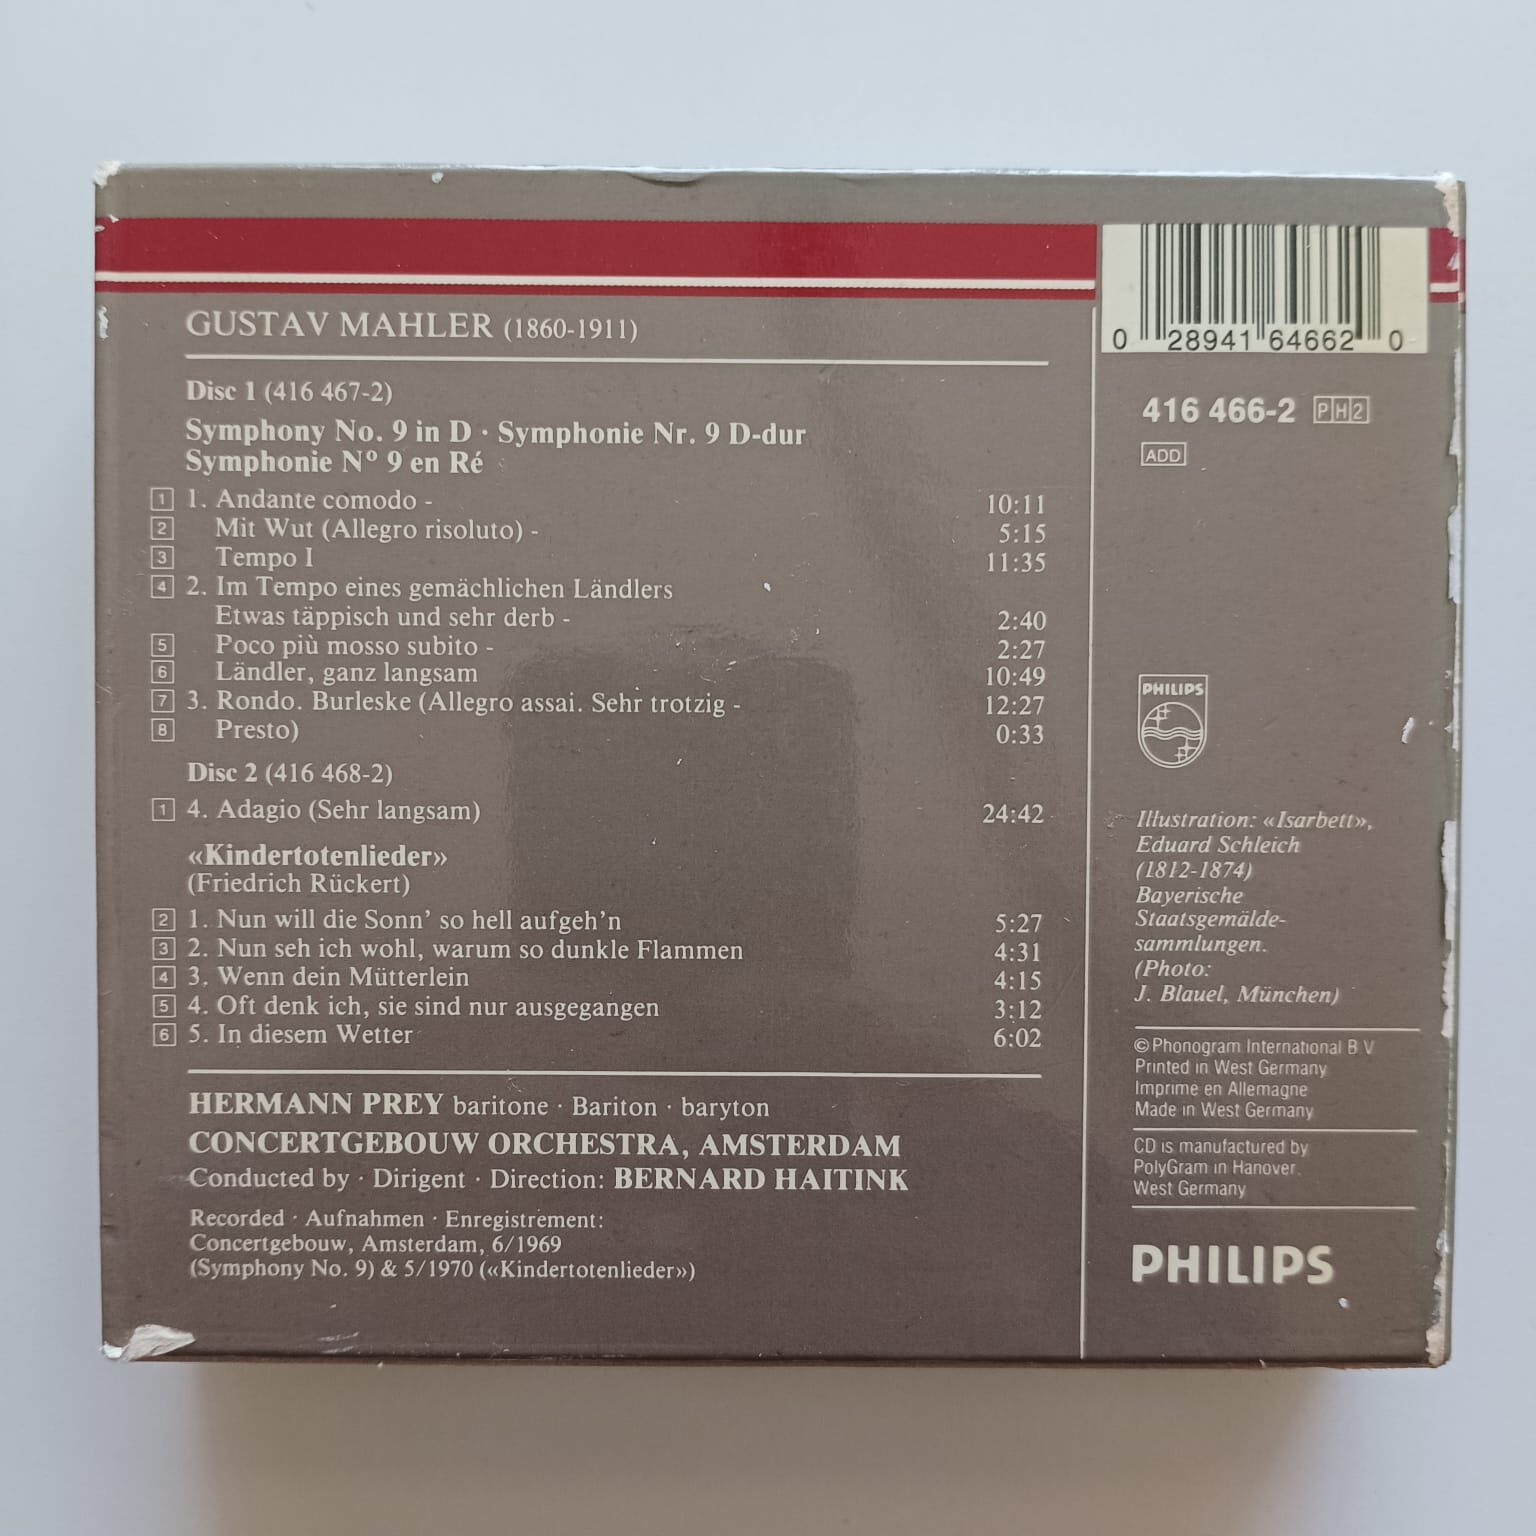 GUSTAV MAHLER (1860-1911)
Disc 1 (416 467-2)
Symphony No. 9 in D · Symphonie Nr. 9 D-dur
Symphonie Nº 9 en Ré
1 1. Andante comodo - 10:11
2 Mit Wut (Allegro risoluto) - 5:15
3 Tempo I 11:35
4 2. Im Tempo eines gemächlichen Ländlers
Etwas täppisch und sehr derb - 2:40
5 Poco più mosso subito - 2:27
6 Ländler, ganz langsam 10:49
7 3. Rondo. Burleske (Allegro assai. Sehr trotzig - 12:27
8 Presto) 0:33
Disc 2 (416 468-2)
1 4. Adagio (Sehr langsam) 24:42
«Kindertotenlieder»
(Friedrich Rückert)
2 1. Nun will die Sonn' so hell aufgeh'n 5:27
3 2. Nun seh ich wohl, warum so dunkle Flammen 4:31
4 3. Wenn dein Mütterlein 4:15
5 4. Oft denk ich, sie sind nur ausgegangen 3:12
6 5. In diesem Wetter 6:02
HERMANN PREY baritone · Bariton · baryton
CONCERTGEBOUW ORCHESTRA, AMSTERDAM
Conducted by · Dirigent · Direction: BERNARD HAITINK
Recorded · Aufnahmen · Enregistrement:
Concertgebouw, Amsterdam, 6/1969
(Symphony No. 9) & 5/1970 («Kindertotenlieder»)
0 28941 64662 0
416 466-2 PH2
ADD
PHILIPS
Illustration: «Isarbett»,
Eduard Schleich
(1812-1874)
Bayerische
Staatsgemälde-
sammlungen.
(Photo:
J. Blauel, München)
© Phonogram International B.V.
Printed in West Germany
Imprimé en Allemagne
Made in West Germany
CD is manufactured by
PolyGram in Hanover.
West Germany
PHILIPS